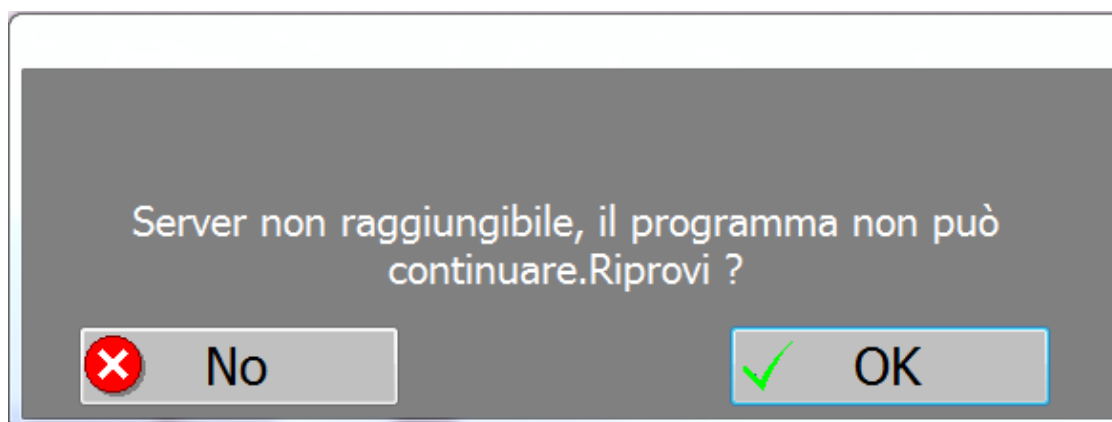 Server non raggiungibile, il programma non può
continuare.Riprovi ?
No
OK